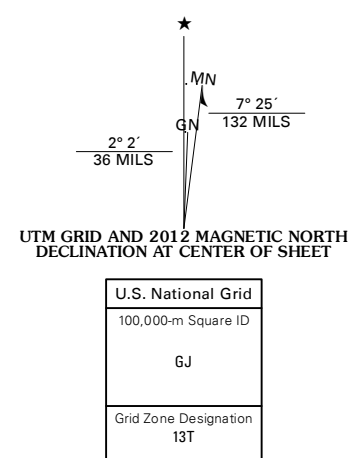 ★
MN
7° 25´
132 MILS
GN
2° 2´
36 MILS
UTM GRID AND 2012 MAGNETIC NORTH
DECLINATION AT CENTER OF SHEET
U.S. National Grid
100,000-m Square ID
GJ
Grid Zone Designation
13T